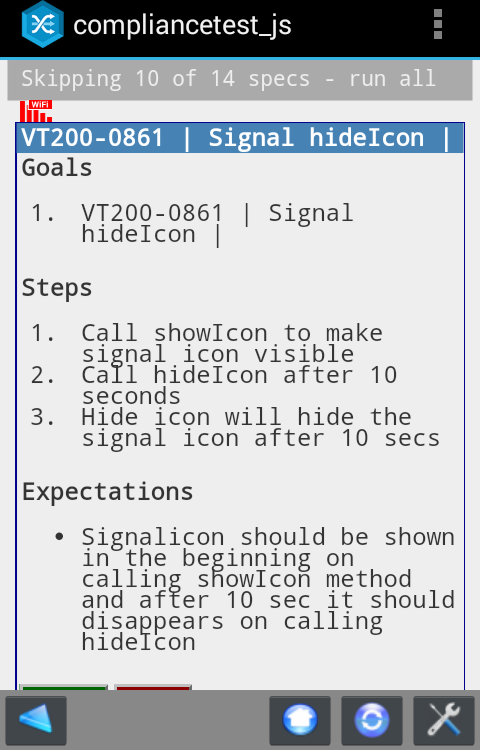 compliancetest_js
Skipping 10 of 14 specs - run all
WiFi
VT200-0861 | Signal hideIcon |
Goals
1. VT200-0861 | Signal
hideIcon |
Steps
1. Call showIcon to make
signal icon visible
2. Call hideIcon after 10
seconds
3. Hide icon will hide the
signal icon after 10 secs
Expectations
• Signalicon should be shown
in the beginning on
calling showIcon method
and after 10 sec it should
disappears on calling
hideIcon